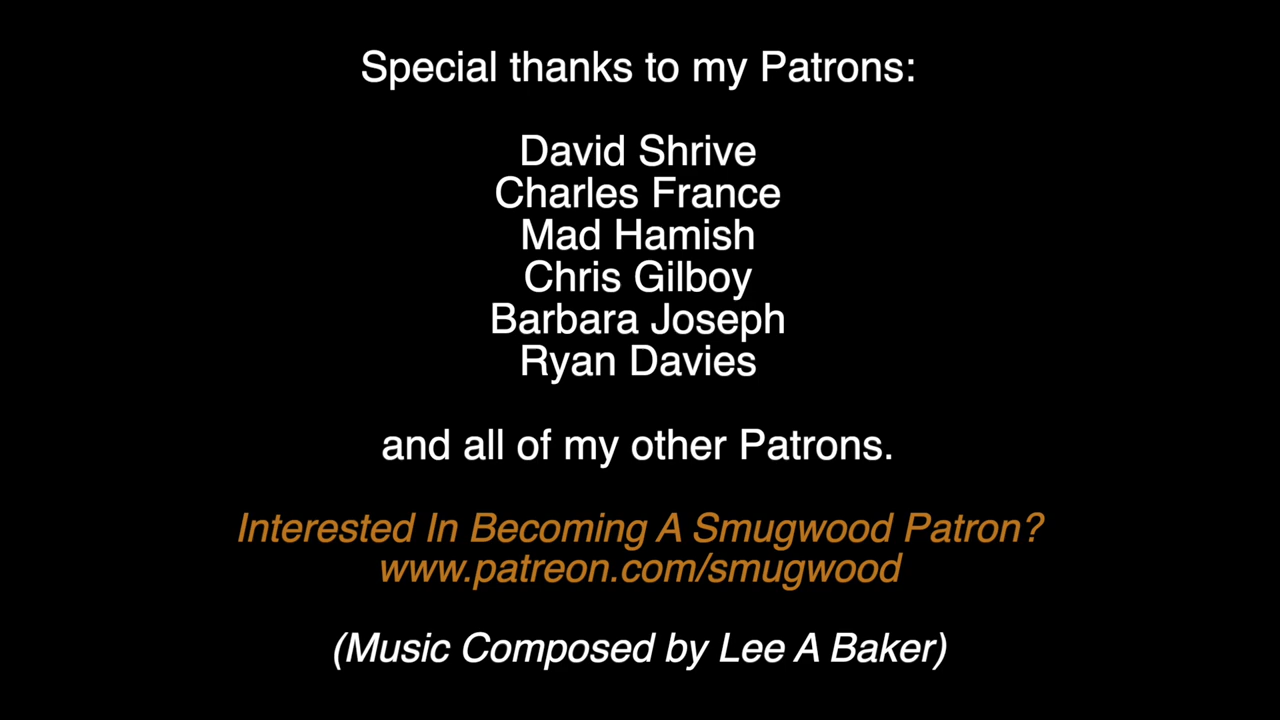 Special thanks to my Patrons:
David Shrive
Charles France
Mad Hamish
Chris Gilboy
Barbara Joseph
Ryan Davies
and all of my other Patrons.
Interested In Becoming A Smugwood Patron?
www.patreon.com/smugwood
(Music Composed by Lee A Baker)